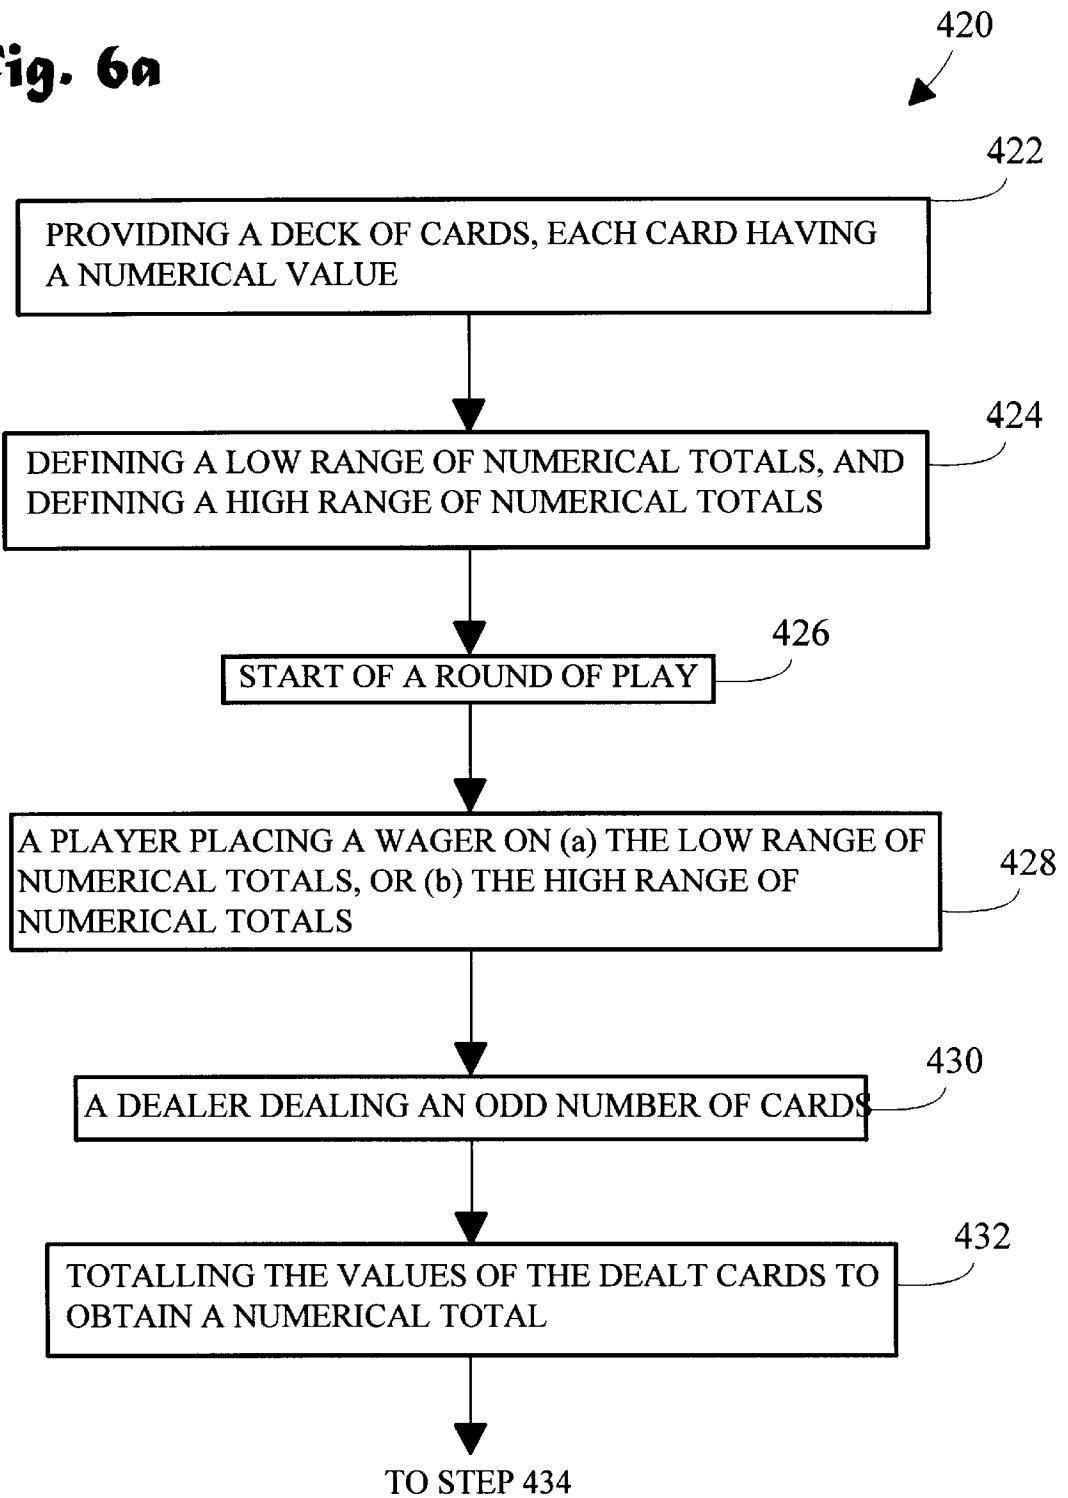 Fig. 6a
420
422
PROVIDING A DECK OF CARDS, EACH CARD HAVING
A NUMERICAL VALUE
424
DEFINING A LOW RANGE OF NUMERICAL TOTALS, AND
DEFINING A HIGH RANGE OF NUMERICAL TOTALS
426
START OF A ROUND OF PLAY
A PLAYER PLACING A WAGER ON (a) THE LOW RANGE OF
NUMERICAL TOTALS, OR (b) THE HIGH RANGE OF
NUMERICAL TOTALS
428
430
A DEALER DEALING AN ODD NUMBER OF CARDS
432
TOTALLING THE VALUES OF THE DEALT CARDS TO
OBTAIN A NUMERICAL TOTAL
TO STEP 434